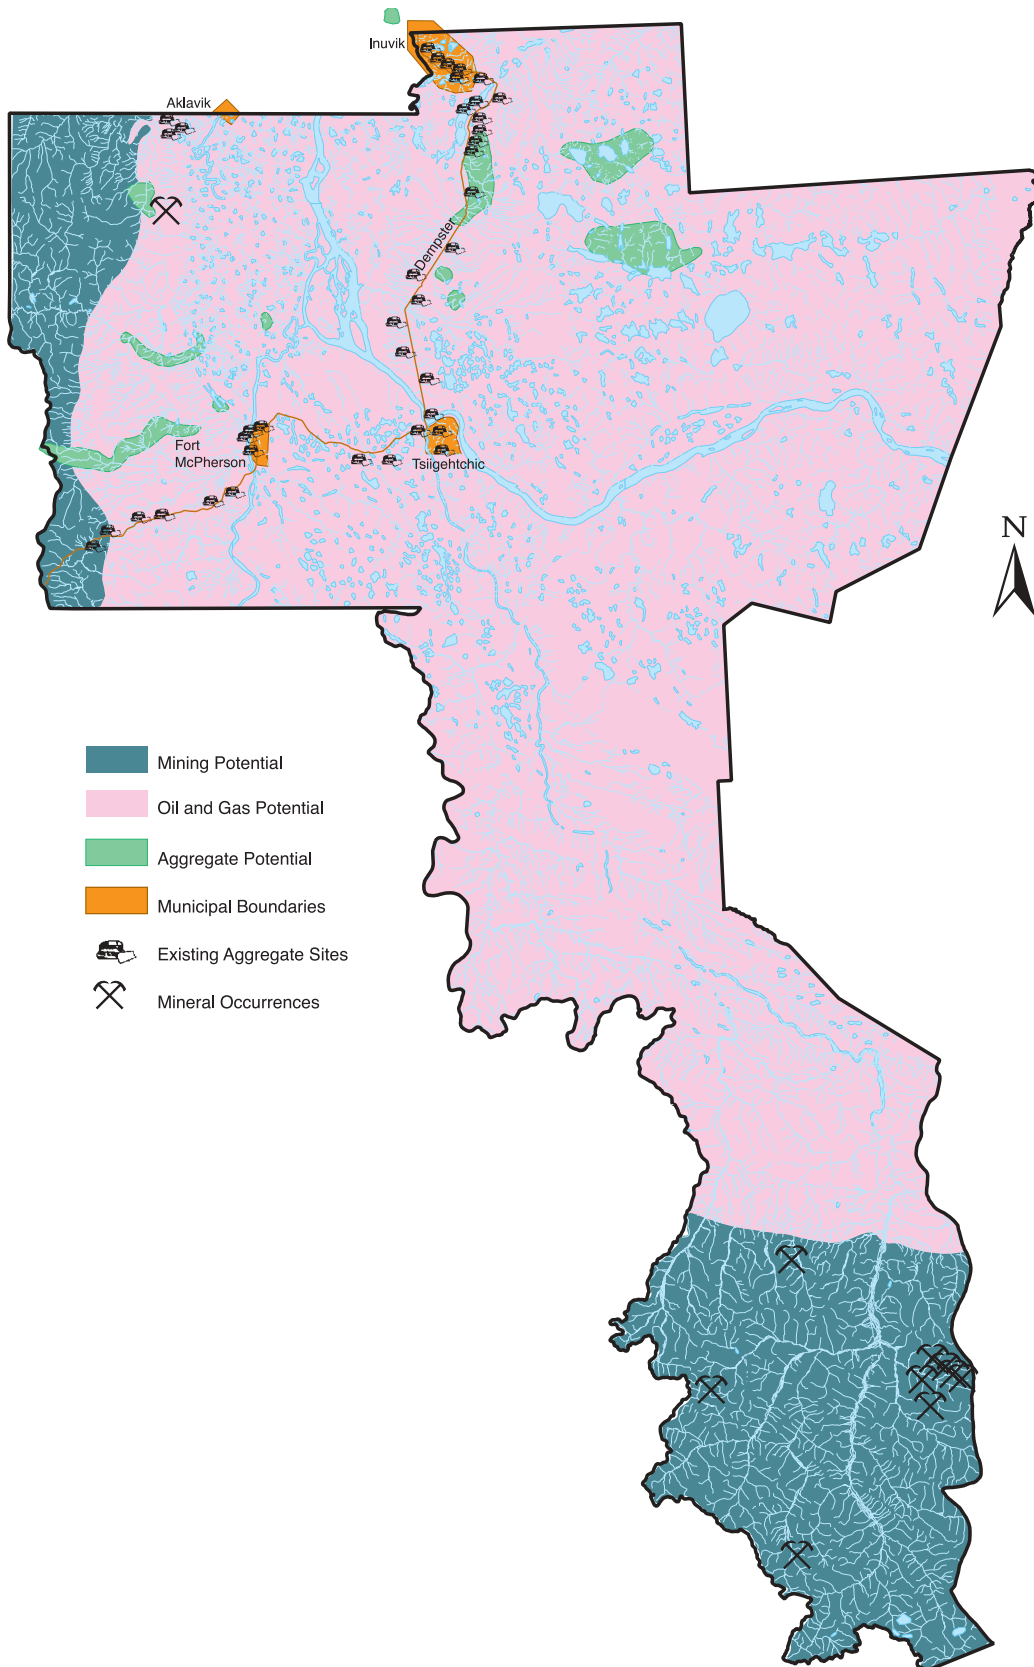 Inuvik
Aklavik
Dempster
Fort
McPherson
Tsiigehtchic
N
Mining Potential
Oil and Gas Potential
Aggregate Potential
Municipal Boundaries
Existing Aggregate Sites
Mineral Occurrences